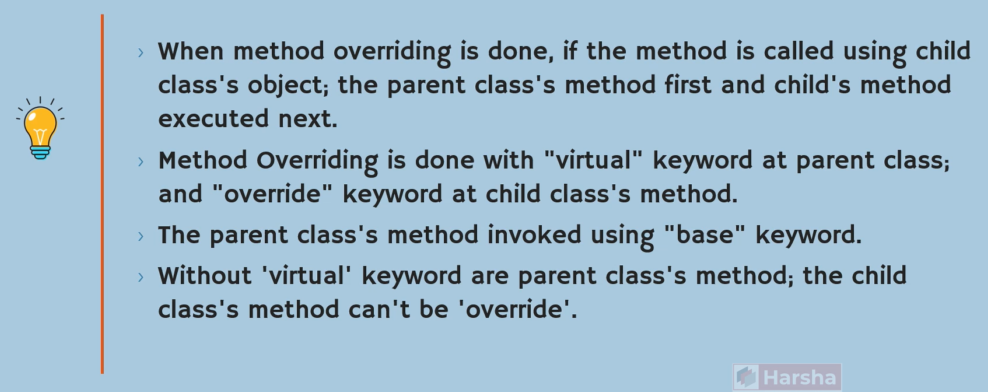 › When method overriding is done, if the method is called using child
class's object; the parent class's method first and child's method
executed next.
› Method Overriding is done with "virtual" keyword at parent class;
and "override" keyword at child class's method.
› The parent class's method invoked using "base" keyword.
› Without 'virtual' keyword are parent class's method; the child
class's method can't be 'override'.
Harsha